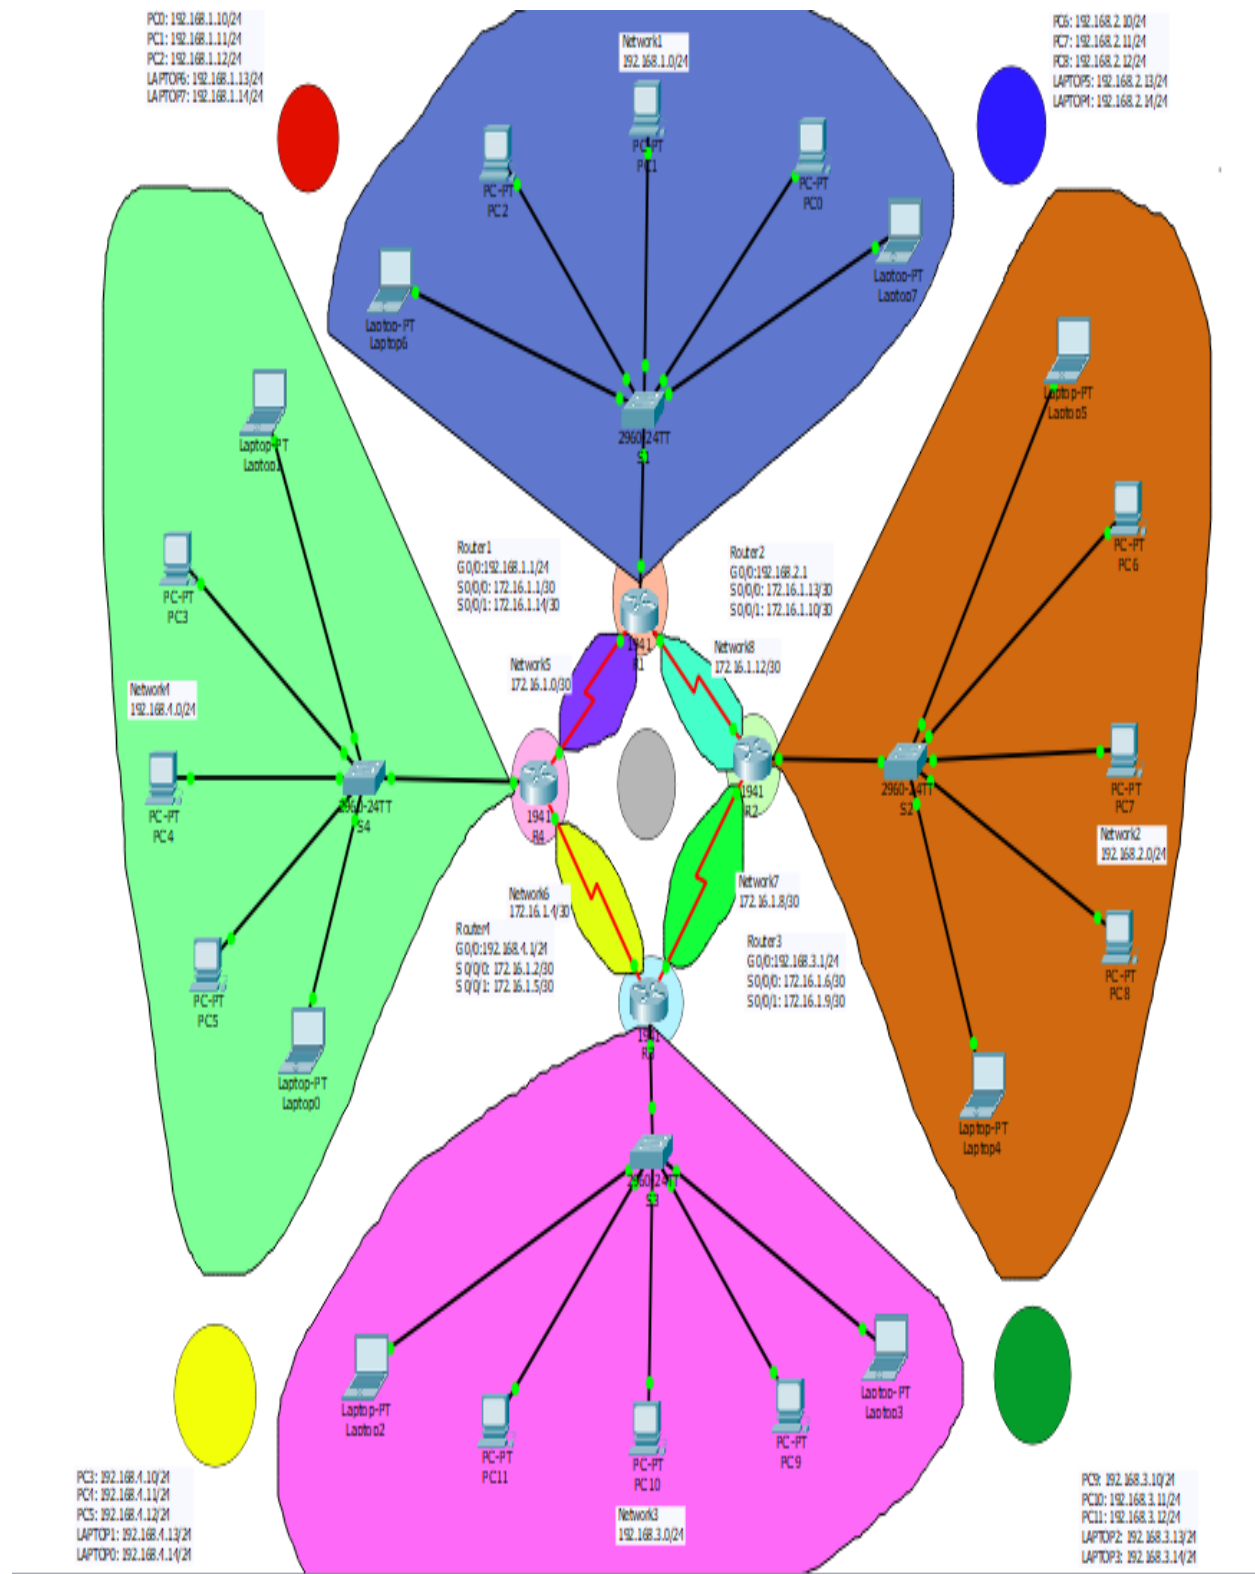 PC0: 192.168.1.10/24
PC1: 192.168.1.11/24
PC2: 192.168.1.12/24
LAPTOP6: 192.168.1.13/24
LAPTOP7: 192.168.1.14/24
PC6: 192.168.2.10/24
PC7: 192.168.2.11/24
PC8: 192.168.2.12/24
LAPTOP5: 192.168.2.13/24
LAPTOP4: 192.168.2.14/24
Network1
192.168.1.0/24
PC-PT
PC1
PC-PT
PC2
PC-PT
PC0
Laptop-PT
Laptop7
Laptop-PT
Laptop6
2960-24TT
S1
Laptop-PT
Laptop5
Laptop-PT
Laptop1
PC-PT
PC6
PC-PT
PC3
Router1
G0/0:192.168.1.1/24
S0/0/0: 172.16.1.1/30
S0/0/1: 172.16.1.14/30
Router2
G0/0:192.168.2.1
S0/0/0: 172.16.1.13/30
S0/0/1: 172.16.1.10/30
1941
R1
Network5
172.16.1.0/30
Network8
172.16.1.12/30
Network4
192.168.4.0/24
PC-PT
PC4
2960-24TT
S4
1941
R4
1941
R2
2960-24TT
S2
PC-PT
PC7
Network2
192.168.2.0/24
Network6
172.16.1.4/30
Network7
172.16.1.8/30
Router4
G0/0:192.168.4.1/24
S0/0/0: 172.16.1.2/30
S0/0/1: 172.16.1.5/30
Router3
G0/0:192.168.3.1/24
S0/0/0: 172.16.1.6/30
S0/0/1: 172.16.1.9/30
PC-PT
PC5
PC-PT
PC8
1941
R3
Laptop-PT
Laptop0
Laptop-PT
Laptop4
2960-24TT
S3
Laptop-PT
Laptop2
PC-PT
PC11
PC-PT
PC10
PC-PT
PC9
Laptop-PT
Laptop3
Network3
192.168.3.0/24
PC3: 192.168.4.10/24
PC4: 192.168.4.11/24
PC5: 192.168.4.12/24
LAPTOP1: 192.168.4.13/24
LAPTOP0: 192.168.4.14/24
PC9: 192.168.3.10/24
PC10: 192.168.3.11/24
PC11: 192.168.3.12/24
LAPTOP2: 192.168.3.13/24
LAPTOP3: 192.168.3.14/24